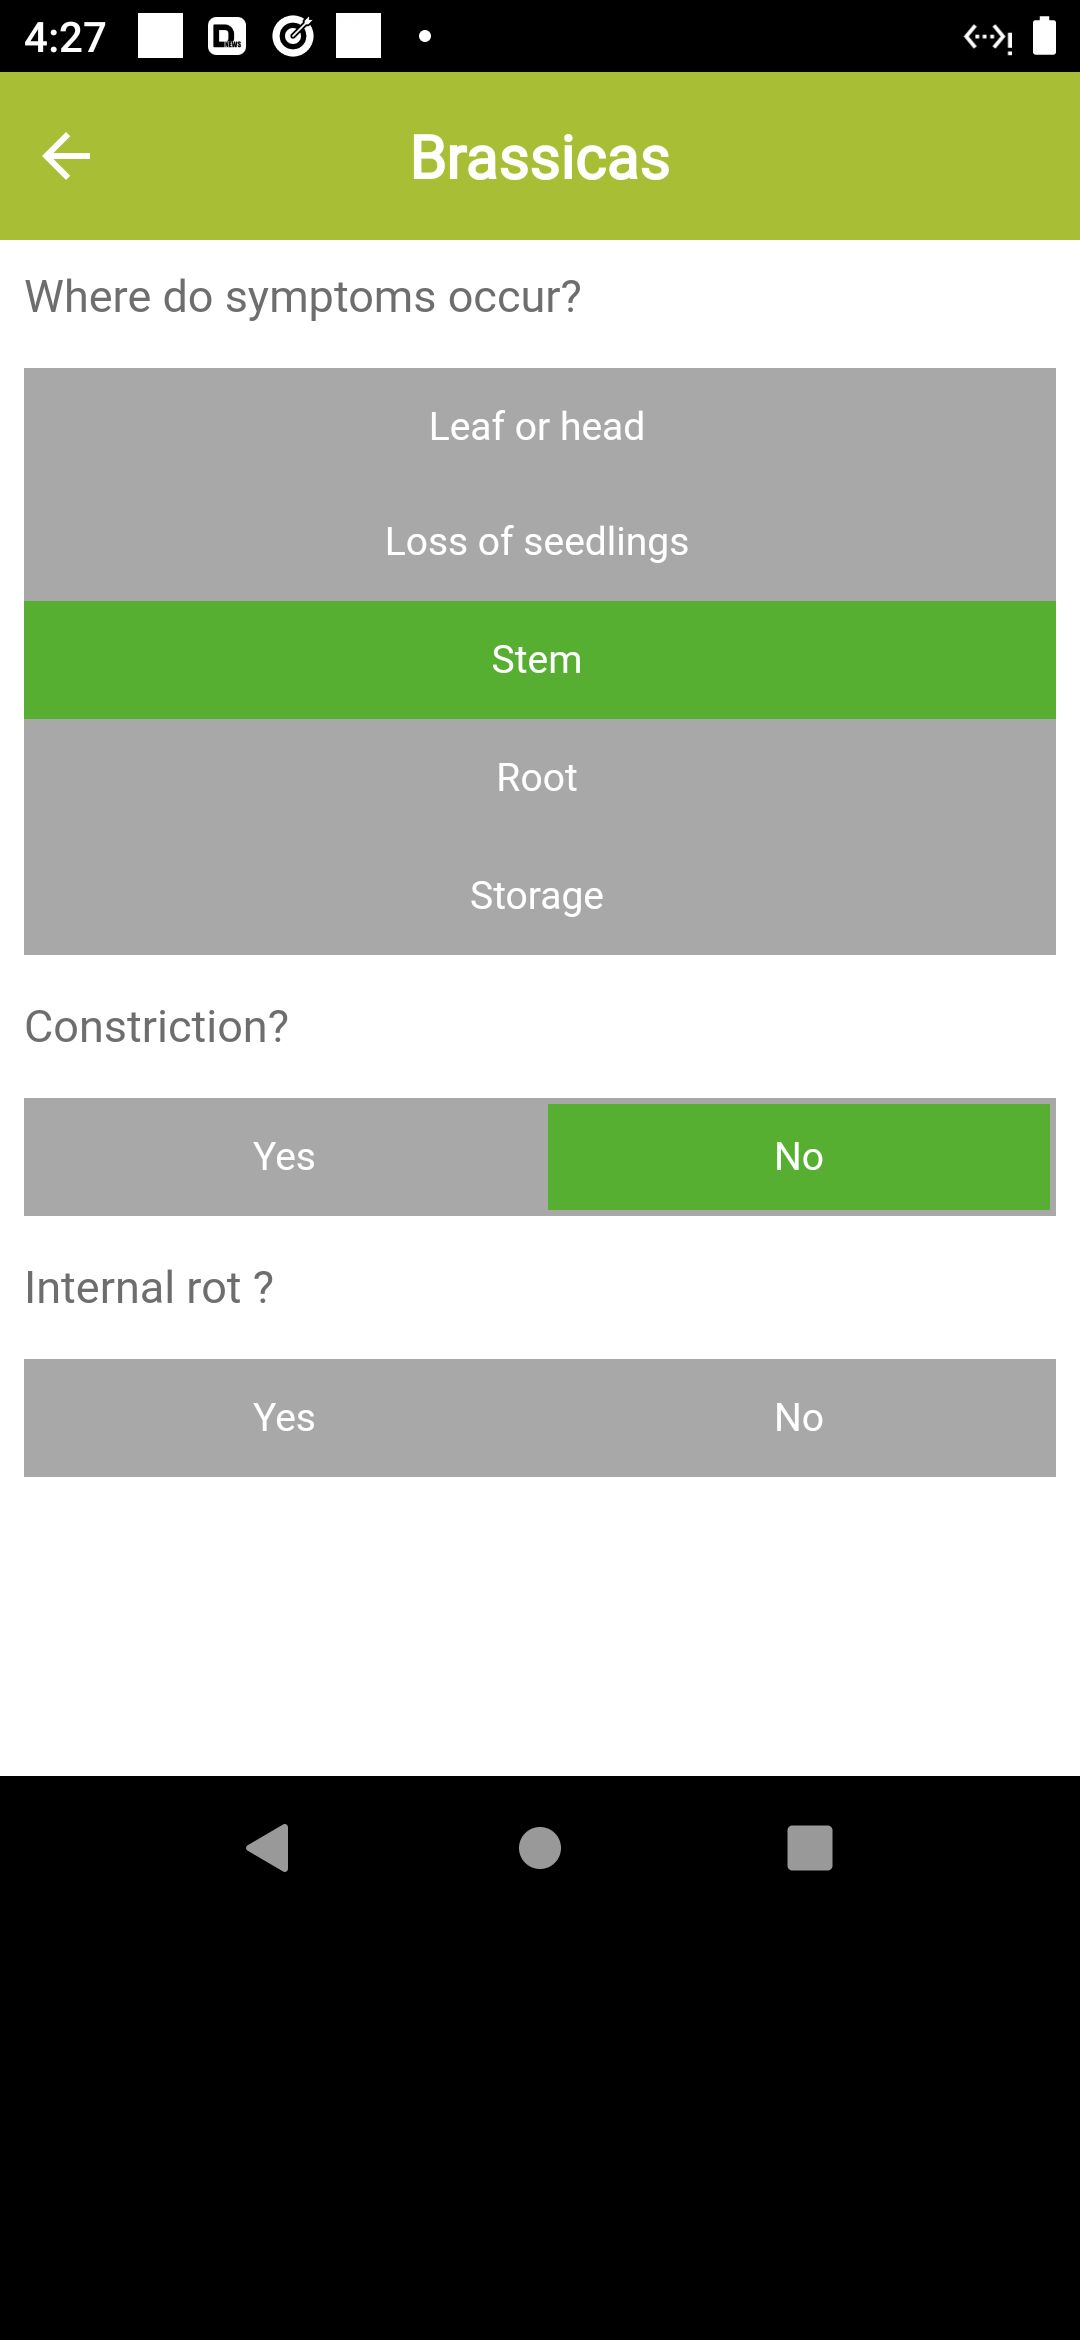 4:27
D NEWS
Brassicas
Where do symptoms occur?
Leaf or head
Loss of seedlings
Stem
Root
Storage
Constriction?
Yes No
Internal rot ?
Yes No